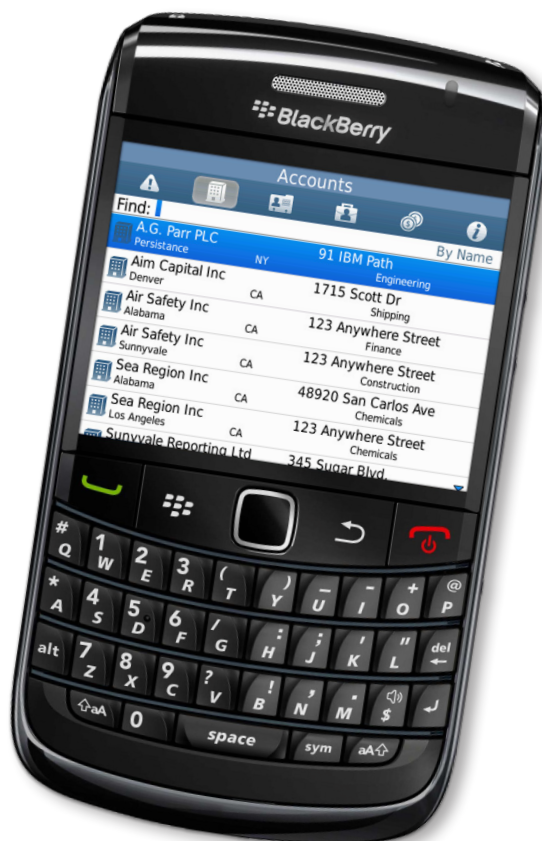 BlackBerry
Accounts
Find: By Name
A.G. Parr PLC 91 IBM Path
Persistance NY Engineering
Aim Capital Inc 1715 Scott Dr
Denver CA Shipping
Air Safety Inc 123 Anywhere Street
Alabama CA Finance
Air Safety Inc 123 Anywhere Street
Sunnyvale CA Construction
Sea Region Inc 48920 San Carlos Ave
Alabama CA Chemicals
Sea Region Inc 123 Anywhere Street
Los Angeles CA Chemicals
Sunyvale Reporting Ltd 345 Sugar Blvd.
# 1 2 3 ( ) _ - + @
Q W E R T Y U I O P
* 4 5 6 / : ; ' " del
A S D F G H J K L
alt 7 8 9 ? ! , . $
Z X C V B N M
aA 0 space sym aA